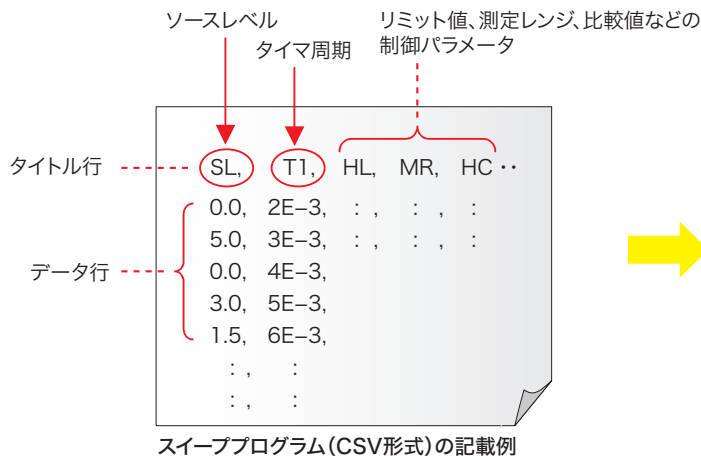 ソースレベル
タイマ周期
リミット値、測定レンジ、比較値などの
制御パラメータ
タイトル行
SL, T1, HL, MR, HC ‥
データ行
0.0, 2E−3, : , : , :
5.0, 3E−3, : , : , :
0.0, 4E−3,
3.0, 5E−3,
1.5, 6E−3,
: , :
: , :
スイーププログラム（CSV形式）の記載例